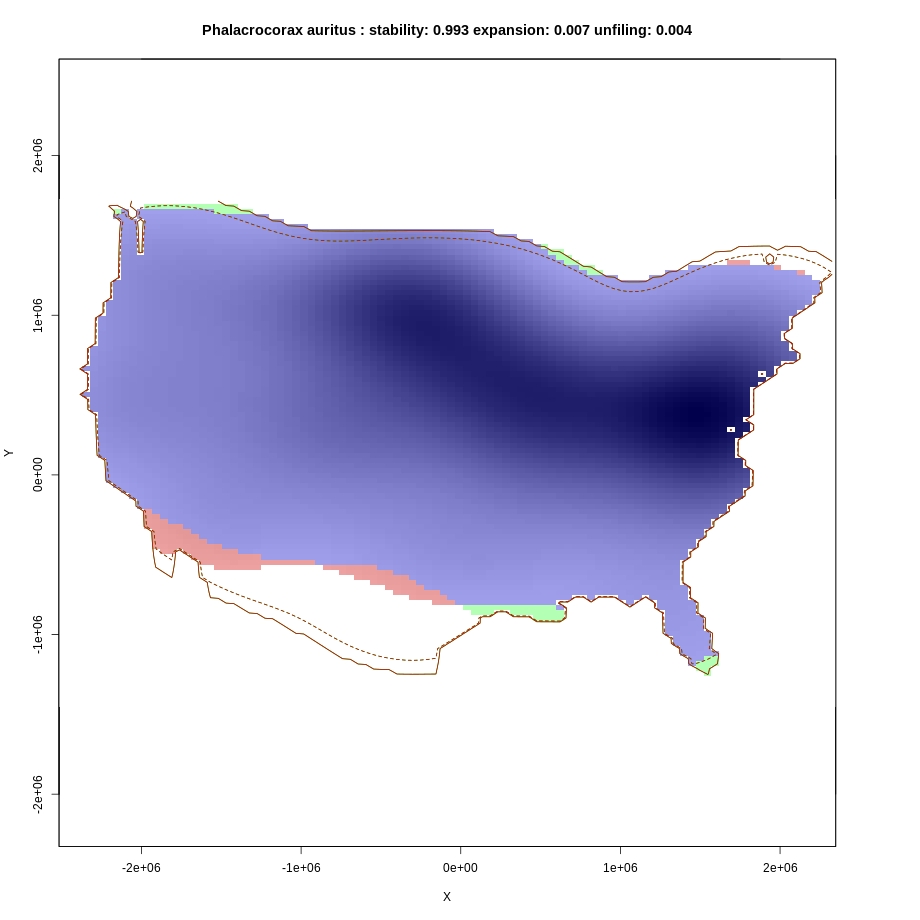 Phalacrocorax auritus : stability: 0.993 expansion: 0.007 unfiling: 0.004
2e+06
1e+06
0e+00
-1e+06
-2e+06
Y
-2e+06 -1e+06 0e+00 1e+06 2e+06
X